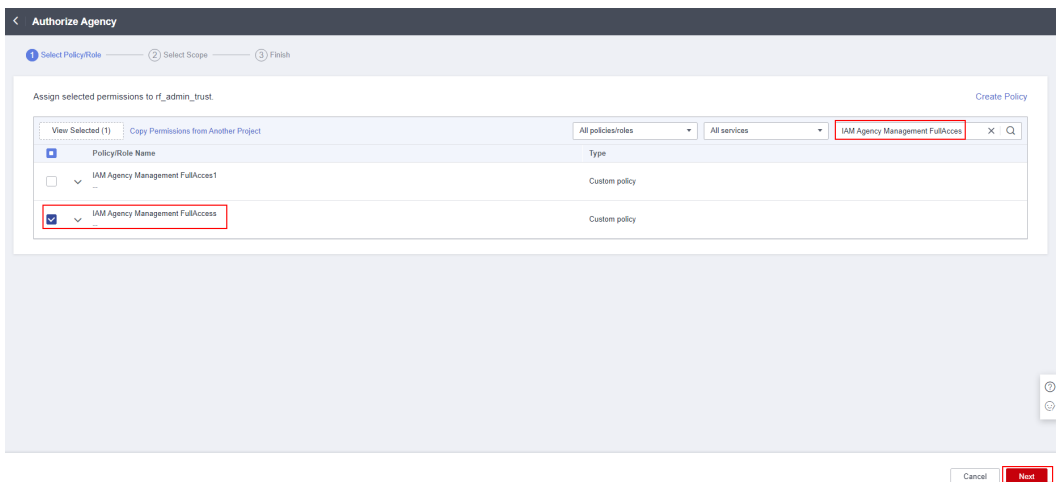 Authorize Agency
1 Select Policy/Role 2 Select Scope 3 Finish
Assign selected permissions to rf_admin_trust. Create Policy
View Selected (1) Copy Permissions from Another Project All policies/roles All services IAM Agency Management FullAcces
Policy/Role Name Type
IAM Agency Management FullAcces1
-- Custom policy
IAM Agency Management FullAccess
-- Custom policy
Cancel Next